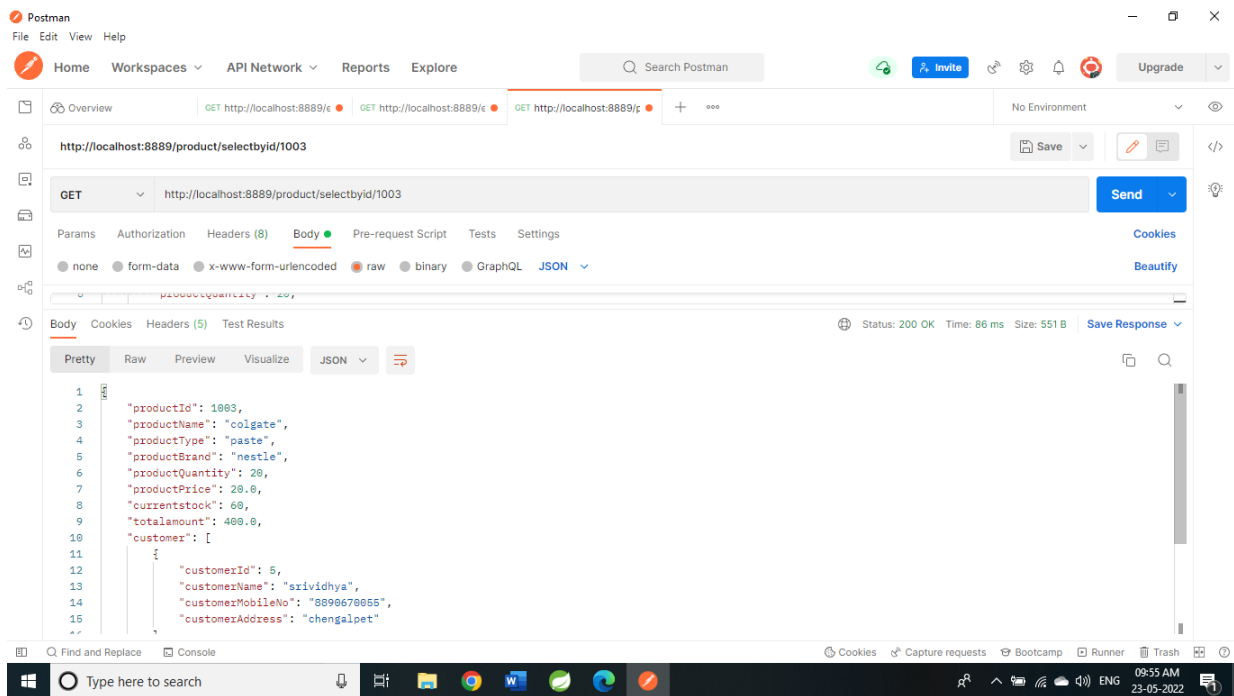 Postman
File Edit View Help
Home Workspaces API Network Reports Explore Search Postman Invite Upgrade
Overview GET http://localhost:8889/e GET http://localhost:8889/e GET http://localhost:8889/p No Environment
http://localhost:8889/product/selectbyid/1003 Save
GET http://localhost:8889/product/selectbyid/1003 Send
Params Authorization Headers (8) Body Pre-request Script Tests Settings Cookies
none form-data x-www-form-urlencoded raw binary GraphQL JSON Beautify
Body Cookies Headers (5) Test Results Status: 200 OK Time: 86 ms Size: 551 B Save Response
Pretty Raw Preview Visualize JSON
1 {
2 "productId": 1003,
3 "productName": "colgate",
4 "productType": "paste",
5 "productBrand": "nestle",
6 "productQuantity": 20,
7 "productPrice": 20.0,
8 "currentstock": 60,
9 "totalamount": 400.0,
10 "customer": [
11 {
12 "customerId": 5,
13 "customerName": "srividhya",
14 "customerMobileNo": "8890670055",
15 "customerAddress": "chengalpet"
Find and Replace Console Cookies Capture requests Bootcamp Runner Trash
Type here to search ENG 09:55 AM
23-05-2022